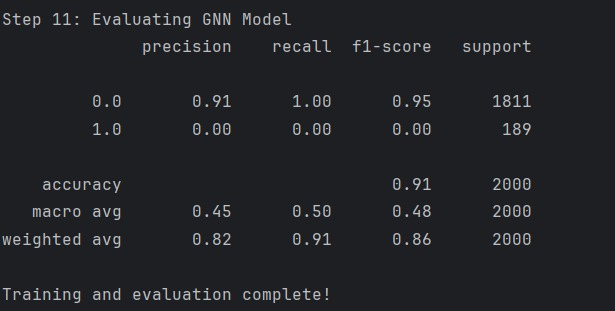 Step 11: Evaluating GNN Model
precision recall f1-score support
0.0 0.91 1.00 0.95 1811
1.0 0.00 0.00 0.00 189
accuracy 0.91 2000
macro avg 0.45 0.50 0.48 2000
weighted avg 0.82 0.91 0.86 2000
Training and evaluation complete!